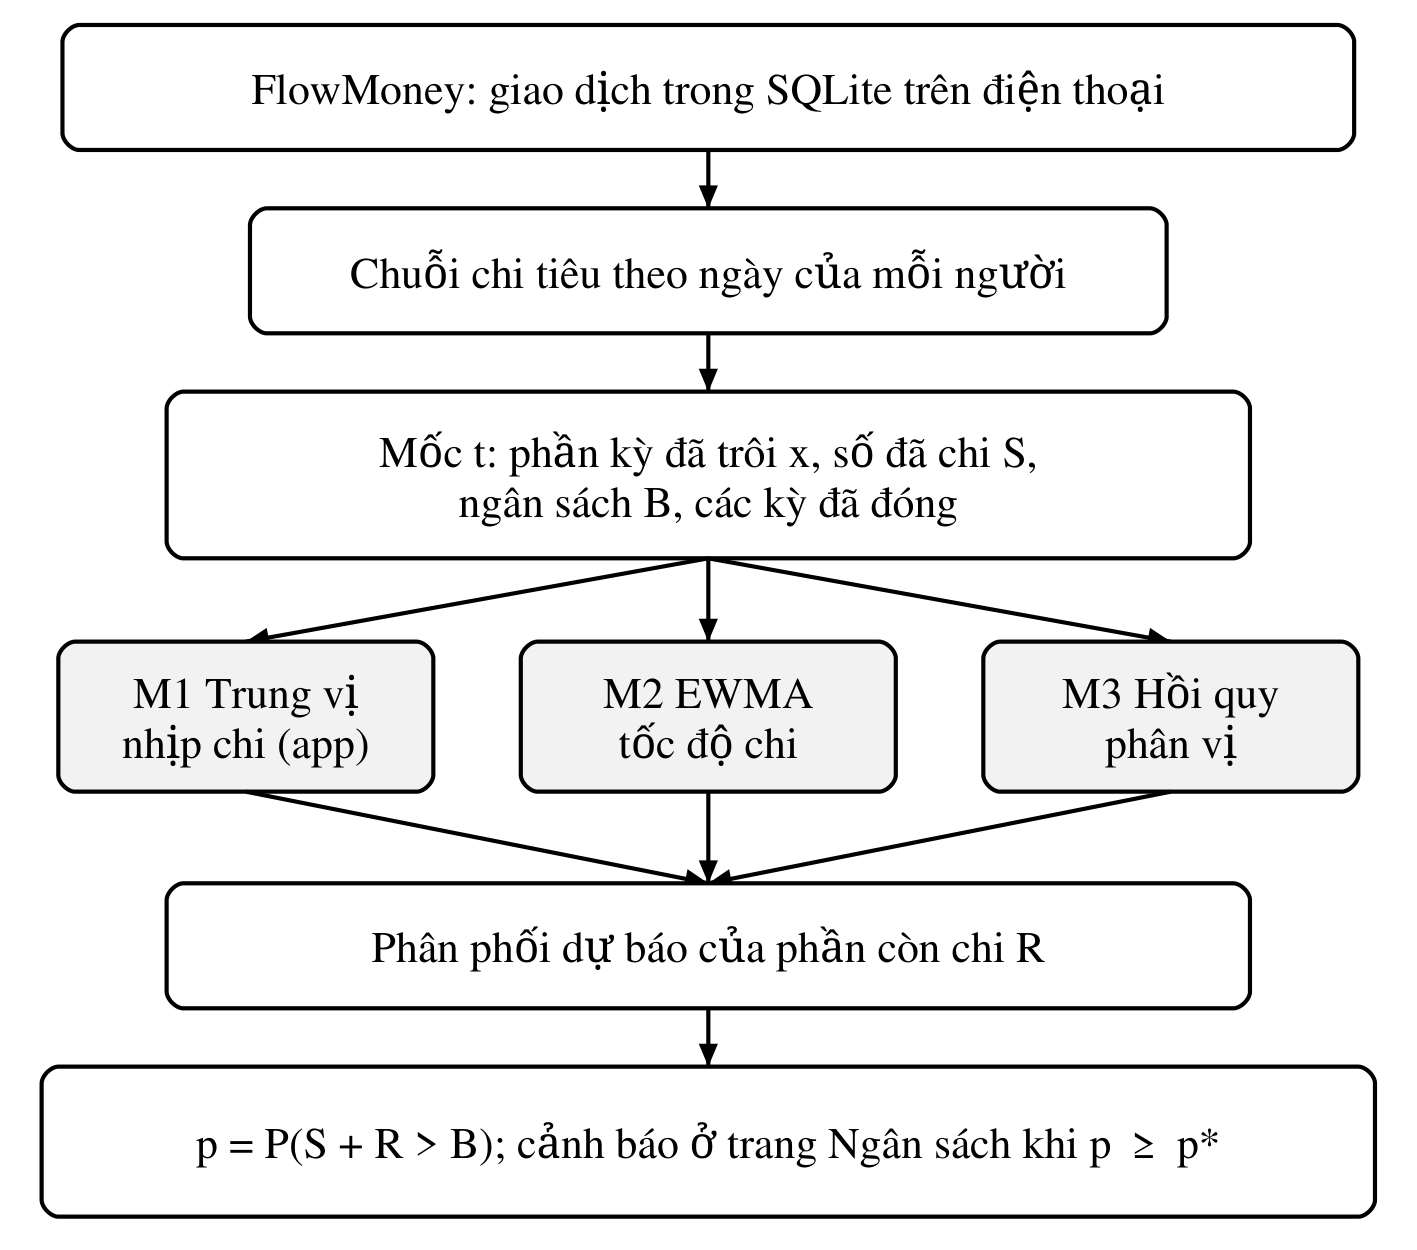 FlowMoney: giao dịch trong SQLite trên điện thoại
Chuỗi chi tiêu theo ngày của mỗi người
Mốc t: phần kỳ đã trôi x, số đã chi S,
ngân sách B, các kỳ đã đóng
M1 Trung vị
nhịp chi (app)
M2 EWMA
tốc độ chi
M3 Hồi quy
phân vị
Phân phối dự báo của phần còn chi R
p = P(S + R > B); cảnh báo ở trang Ngân sách khi p ≥ p*